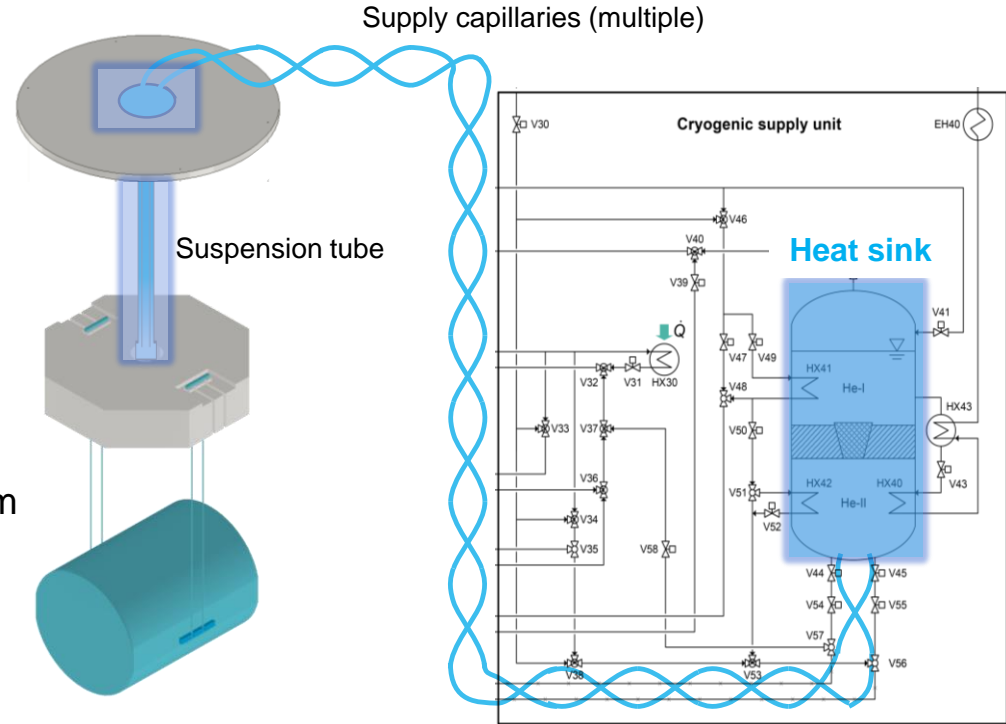 Supply capillaries (multiple)
V30
Cryogenic supply unit
EH40
V46
Suspension tube
V40
Heat sink
V39
V41
Q̇
V47
V49
V32
V31
HX30
HX41
V48
He-I
HX43
V33
V37
V50
V36
HX42
HX40
V43
V51
He-II
m
V34
V52
V35
V58
V44
V45
V54
V55
V57
V38
V53
V56